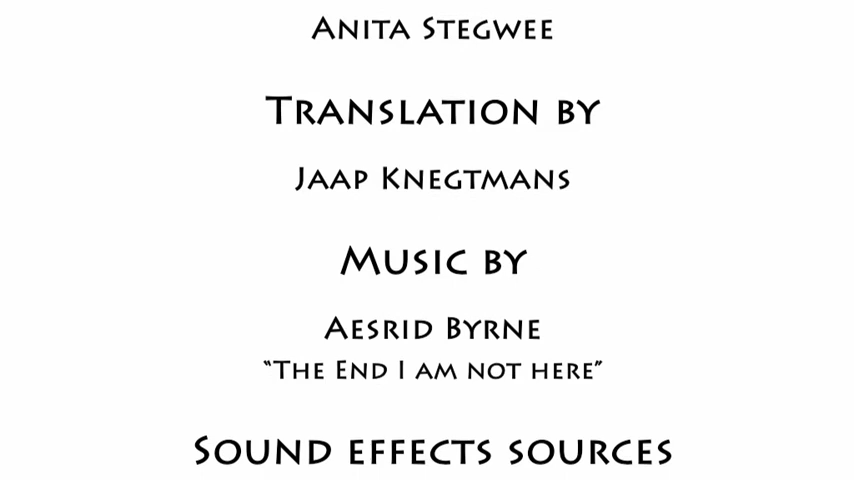 Anita Stegwee
Translation by
Jaap Knegtmans
Music by
Aesrid Byrne
"The End I am not here"
Sound effects sources